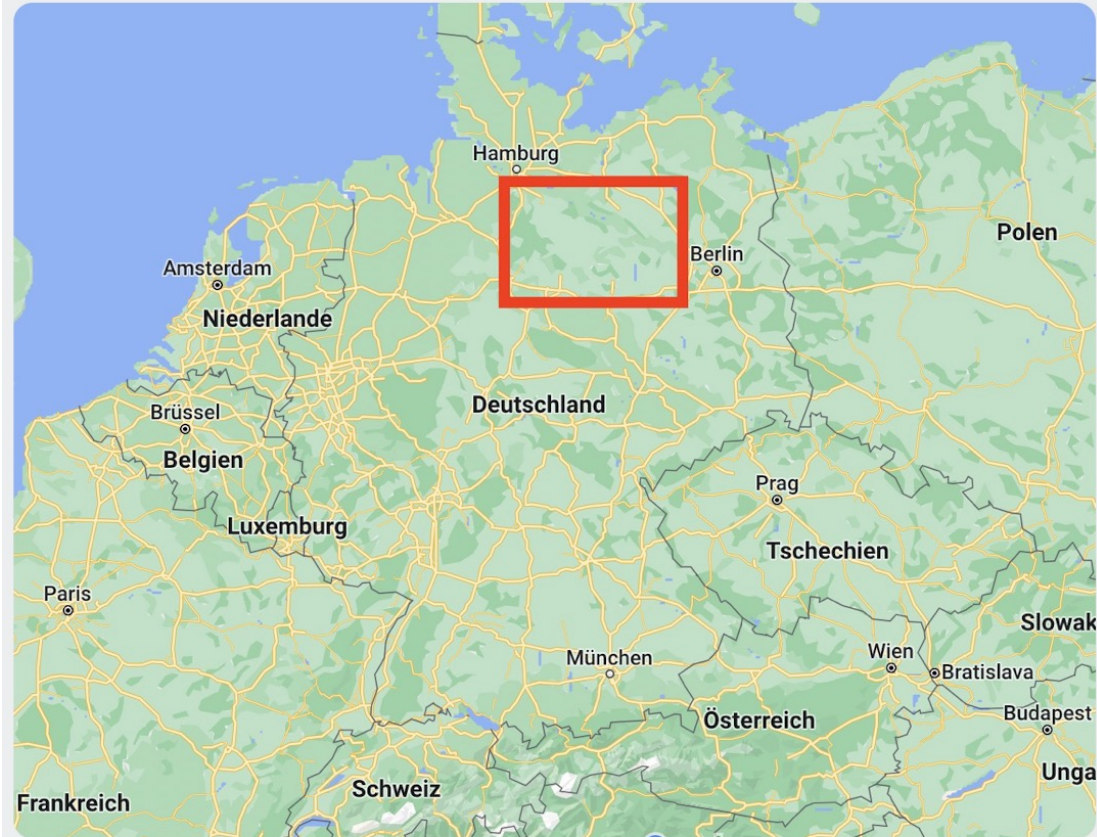 Hamburg
Polen
Berlin
Amsterdam
Niederlande
Deutschland
Brüssel
Belgien
Prag
Luxemburg
Tschechien
Paris
Slowak
Wien
München
Bratislava
Österreich
Budapest
Unga
Schweiz
Frankreich